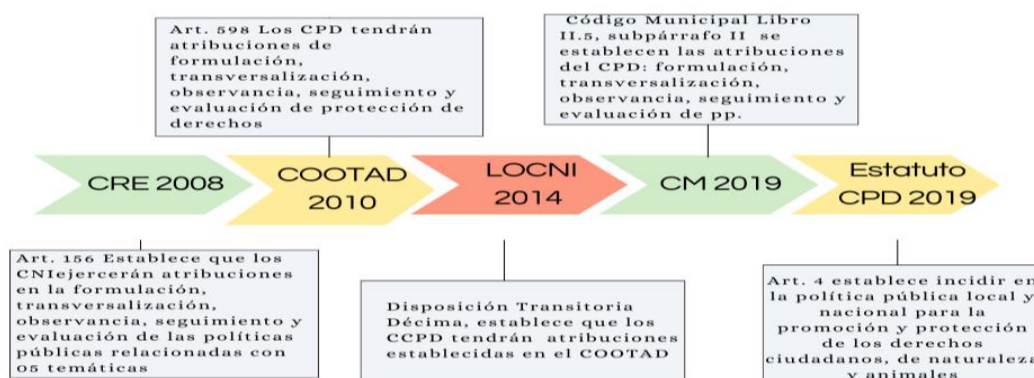 Art. 598 Los CPD tendrán
atribuciones de
formulación,
transversalización,
observancia, seguimiento y
evaluación de protección de
derechos
Código Municipal Libro
II.5, subpárrafo II se
establecen las atribuciones
del CPD: formulación,
transversalización,
observancia, seguimiento y
evaluación de pp.
CRE 2008
COOTAD
2010
LOCNI
2014
CM 2019
Estatuto
CPD 2019
Art. 156 Establece que los
CNIejercerán atribuciones
en la formulación,
transversalización,
observancia, seguimiento y
evaluación de las políticas
públicas relacionadas con
05 temáticas
Disposición Transitoria
Décima, establece que los
CCPD tendrán atribuciones
establecidas en el COOTAD
Art. 4 establece incidir en
la política pública local y
nacional para la
promoción y protección
de los derechos
ciudadanos, de naturaleza
y animales